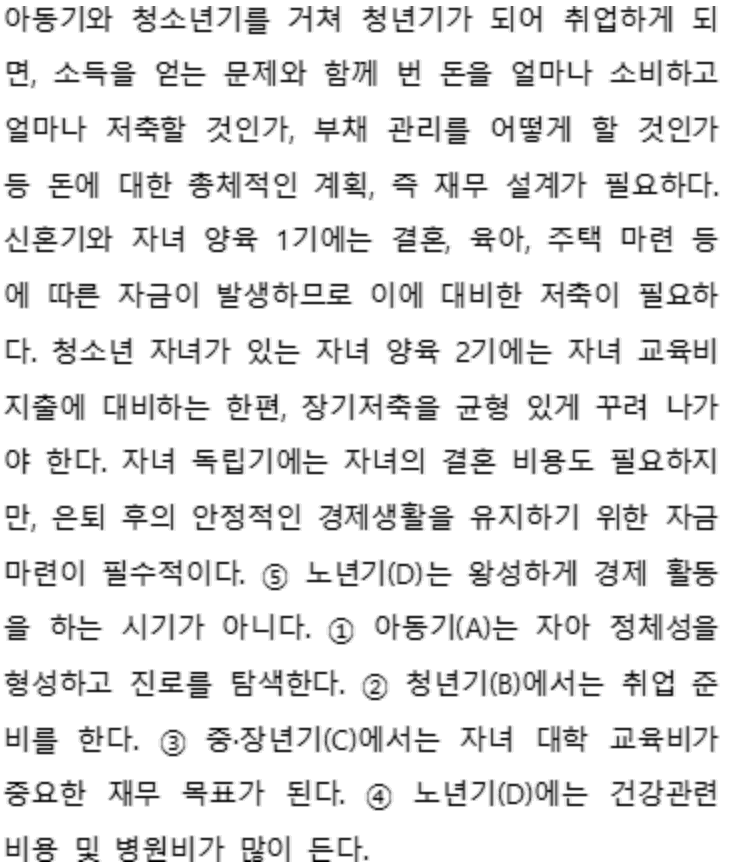 아동기와 청소년기를 거쳐 청년기가 되어 취업하게 되
면, 소득을 얻는 문제와 함께 번 돈을 얼마나 소비하고
얼마나 저축할 것인가, 부채 관리를 어떻게 할 것인가
등 돈에 대한 총체적인 계획, 즉 재무 설계가 필요하다.
신혼기와 자녀 양육 1기에는 결혼, 육아, 주택 마련 등
에 따른 자금이 발생하므로 이에 대비한 저축이 필요하
다. 청소년 자녀가 있는 자녀 양육 2기에는 자녀 교육비
지출에 대비하는 한편, 장기저축을 균형 있게 꾸려 나가
야 한다. 자녀 독립기에는 자녀의 결혼 비용도 필요하지
만, 은퇴 후의 안정적인 경제생활을 유지하기 위한 자금
마련이 필수적이다. ⑤ 노년기(D)는 왕성하게 경제 활동
을 하는 시기가 아니다. ① 아동기(A)는 자아 정체성을
형성하고 진로를 탐색한다. ② 청년기(B)에서는 취업 준
비를 한다. ③ 중·장년기(C)에서는 자녀 대학 교육비가
중요한 재무 목표가 된다. ④ 노년기(D)에는 건강관련
비용 및 병원비가 많이 든다.